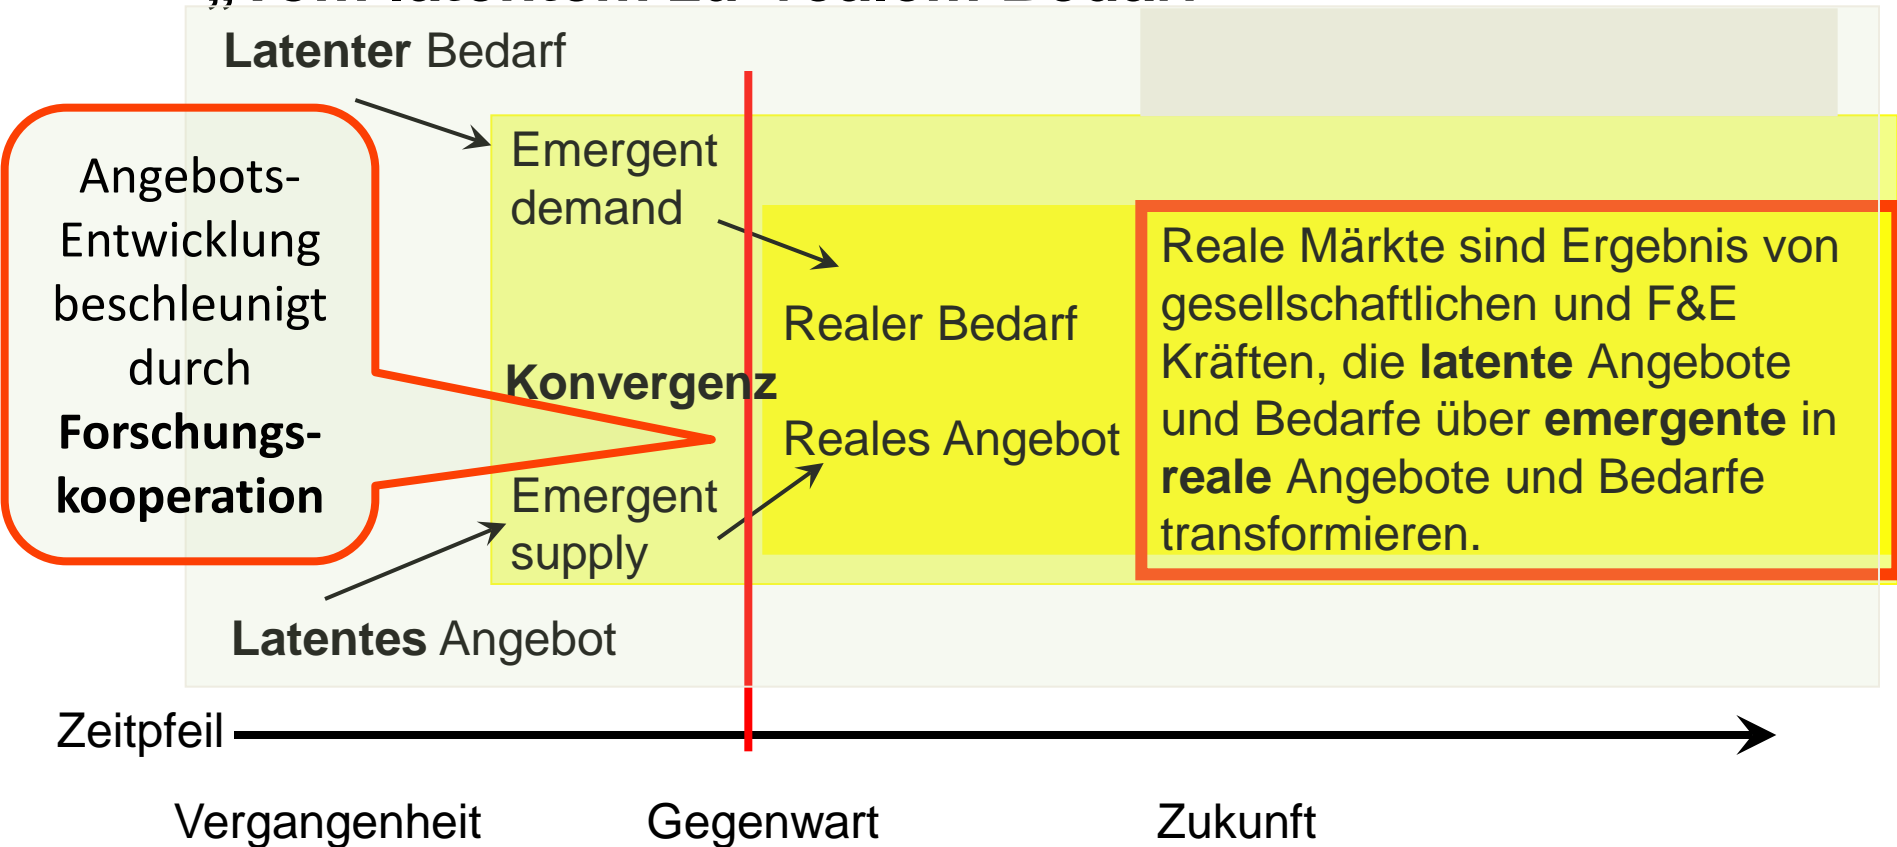 Latenter Bedarf
Angebots-
Entwicklung
beschleunigt
durch
Forschungs-
kooperation
Emergent
demand
Konvergenz
Emergent
supply
Latentes Angebot
Realer Bedarf
Reales Angebot
Reale Märkte sind Ergebnis von
gesellschaftlichen und F&E
Kräften, die latente Angebote
und Bedarfe über emergente in
reale Angebote und Bedarfe
transformieren.
Zeitpfeil
Vergangenheit
Gegenwart
Zukunft